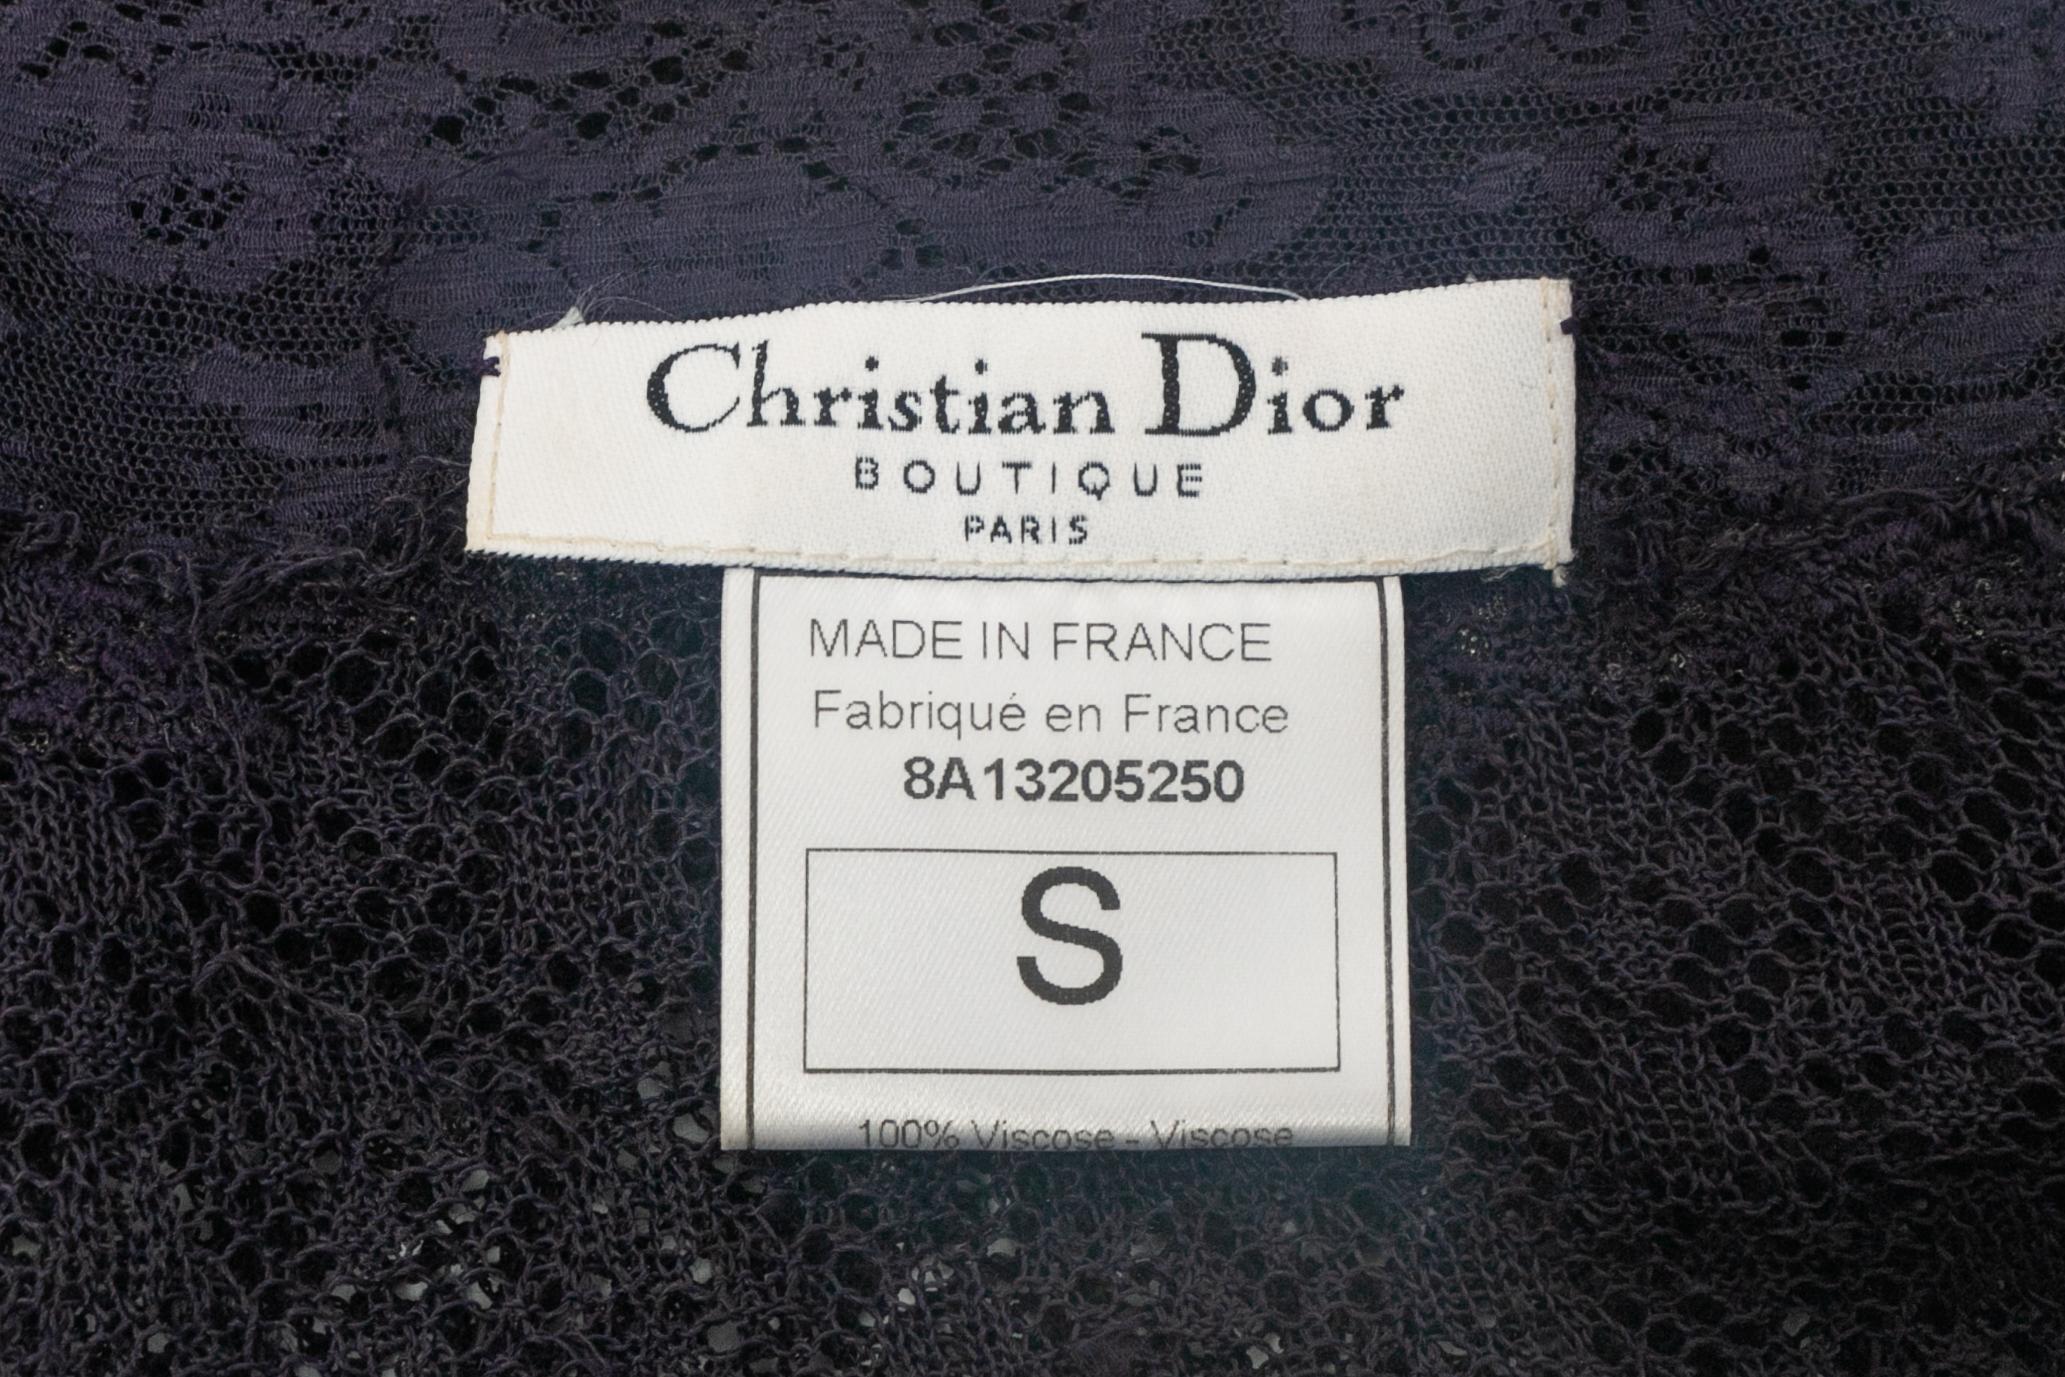 Christian Dior
BOUTIQUE
PARIS
MADE IN FRANCE
Fabriqué en France
8A13205250
S
100% Viscose - Viscose